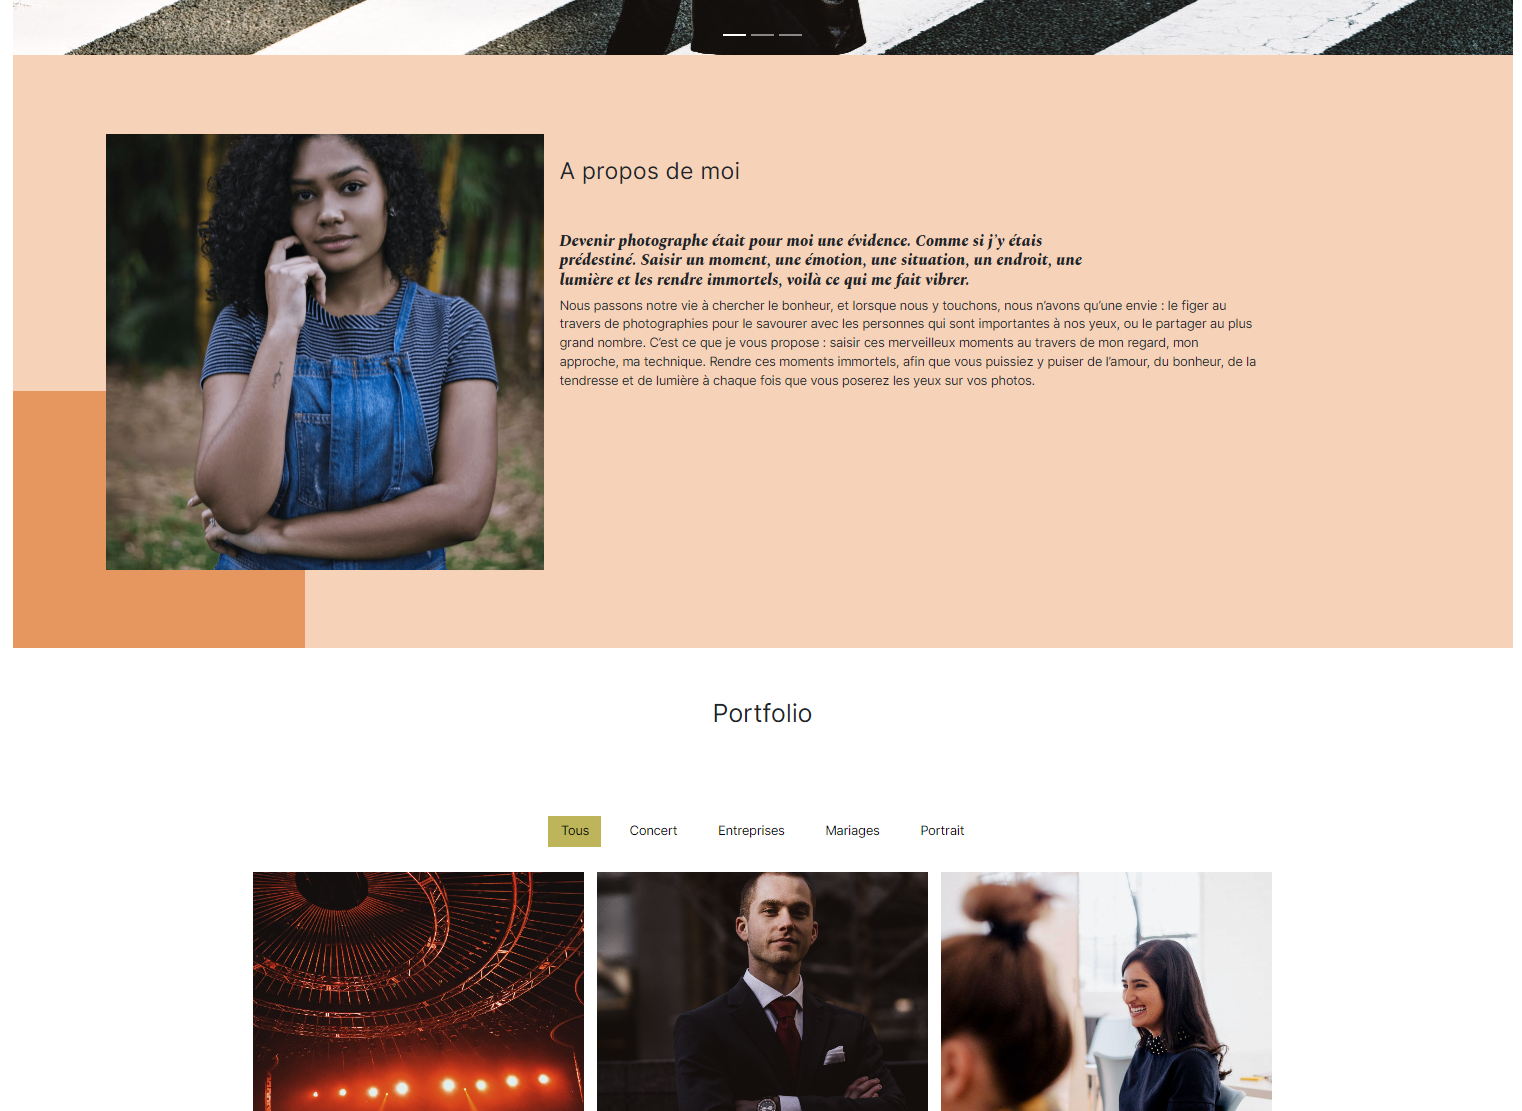 A propos de moi
Devenir photographe était pour moi une évidence. Comme si j’y étais
prédestiné. Saisir un moment, une émotion, une situation, un endroit, une
lumière et les rendre immortels, voilà ce qui me fait vibrer.
Nous passons notre vie à chercher le bonheur, et lorsque nous y touchons, nous n’avons qu’une envie : le figer au
travers de photographies pour le savourer avec les personnes qui sont importantes à nos yeux, ou le partager au plus
grand nombre. C’est ce que je vous propose : saisir ces merveilleux moments au travers de mon regard, mon
approche, ma technique. Rendre ces moments immortels, afin que vous puissiez y puiser de l’amour, du bonheur, de la
tendresse et de lumière à chaque fois que vous poserez les yeux sur vos photos.
Portfolio
Tous Concert Entreprises Mariages Portrait